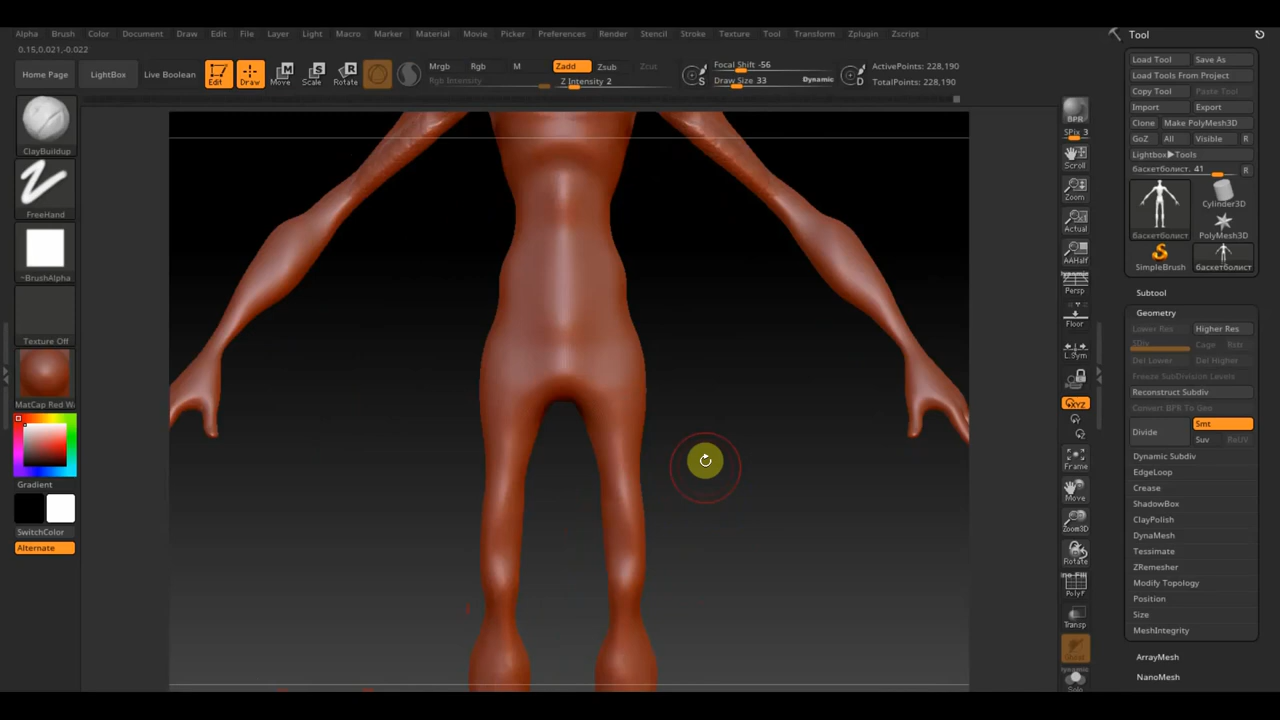 Alpha Brush Color Document Draw Edit File Layer Light Macro Marker Material Movie Picker Preferences Render Stencil Stroke Texture Tool Transform Zplugin Zscript
Tool
0.15,0.021,-0.022
Home Page
LightBox
Live Boolean
Edit
Draw
Move
Scale
Rotate
Mrgb Rgb M
Rgb Intensity
Zadd Zsub Zcut
Z Intensity 2
S
Focal Shift -56
Draw Size 33 Dynamic
D
ActivePoints: 228,190
TotalPoints: 228,190
Load Tool Save As
Load Tools From Project
Copy Tool Paste Tool
Import Export
Clone Make PolyMesh3D
GoZ All Visible R
Lightbox▶Tools
баскетболист. 41 R
баскетболист
Cylinder3D
PolyMesh3D
SimpleBrush
баскетболист
Subtool
Geometry
Lower Res Higher Res
SDiv Cage Rstr
Del Lower Del Higher
Freeze SubDivision Levels
Reconstruct Subdiv
Convert BPR To Geo
Divide Smt
Suv ReUV
Dynamic Subdiv
EdgeLoop
Crease
ShadowBox
ClayPolish
DynaMesh
Tessimate
ZRemesher
Modify Topology
Position
Size
MeshIntegrity
ArrayMesh
NanoMesh
ClayBuildup
FreeHand
~BrushAlpha
Texture Off
MatCap Red W
Gradient
SwitchColor
Alternate
BPR
SPix 3
Scroll
Zoom
Actual
AAHalf
Dynamic
Persp
Floor
L.Sym
XYZ
Frame
Move
Zoom3D
Rotate
PolyF
Transp
Ghost
Dynamic
Solo